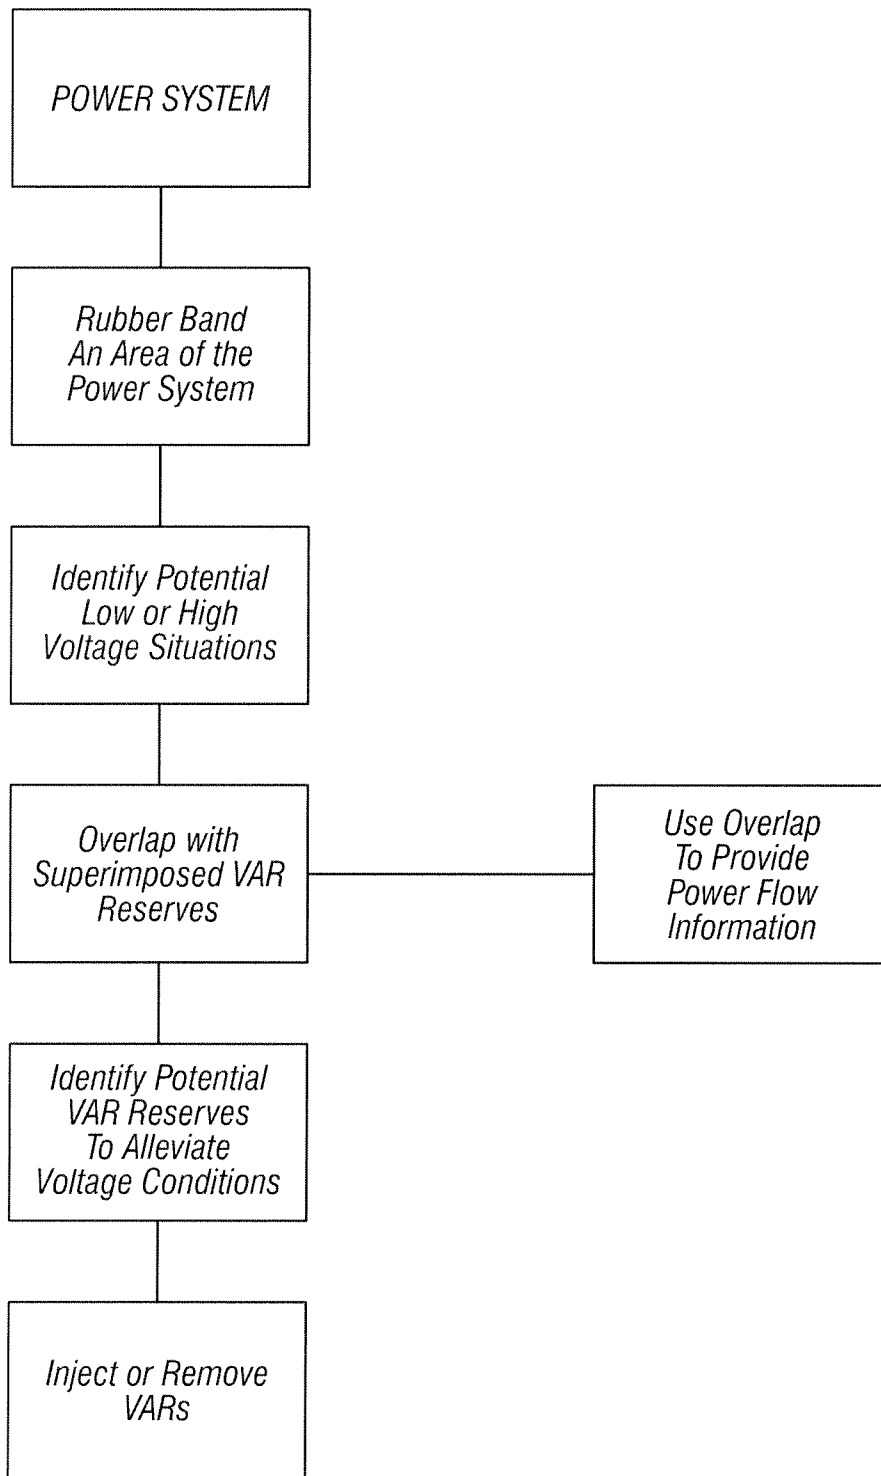 POWER SYSTEM
Rubber Band
An Area of the
Power System
Identify Potential
Low or High
Voltage Situations
Overlap with
Superimposed VAR
Reserves
Use Overlap
To Provide
Power Flow
Information
Identify Potential
VAR Reserves
To Alleviate
Voltage Conditions
Inject or Remove
VARs